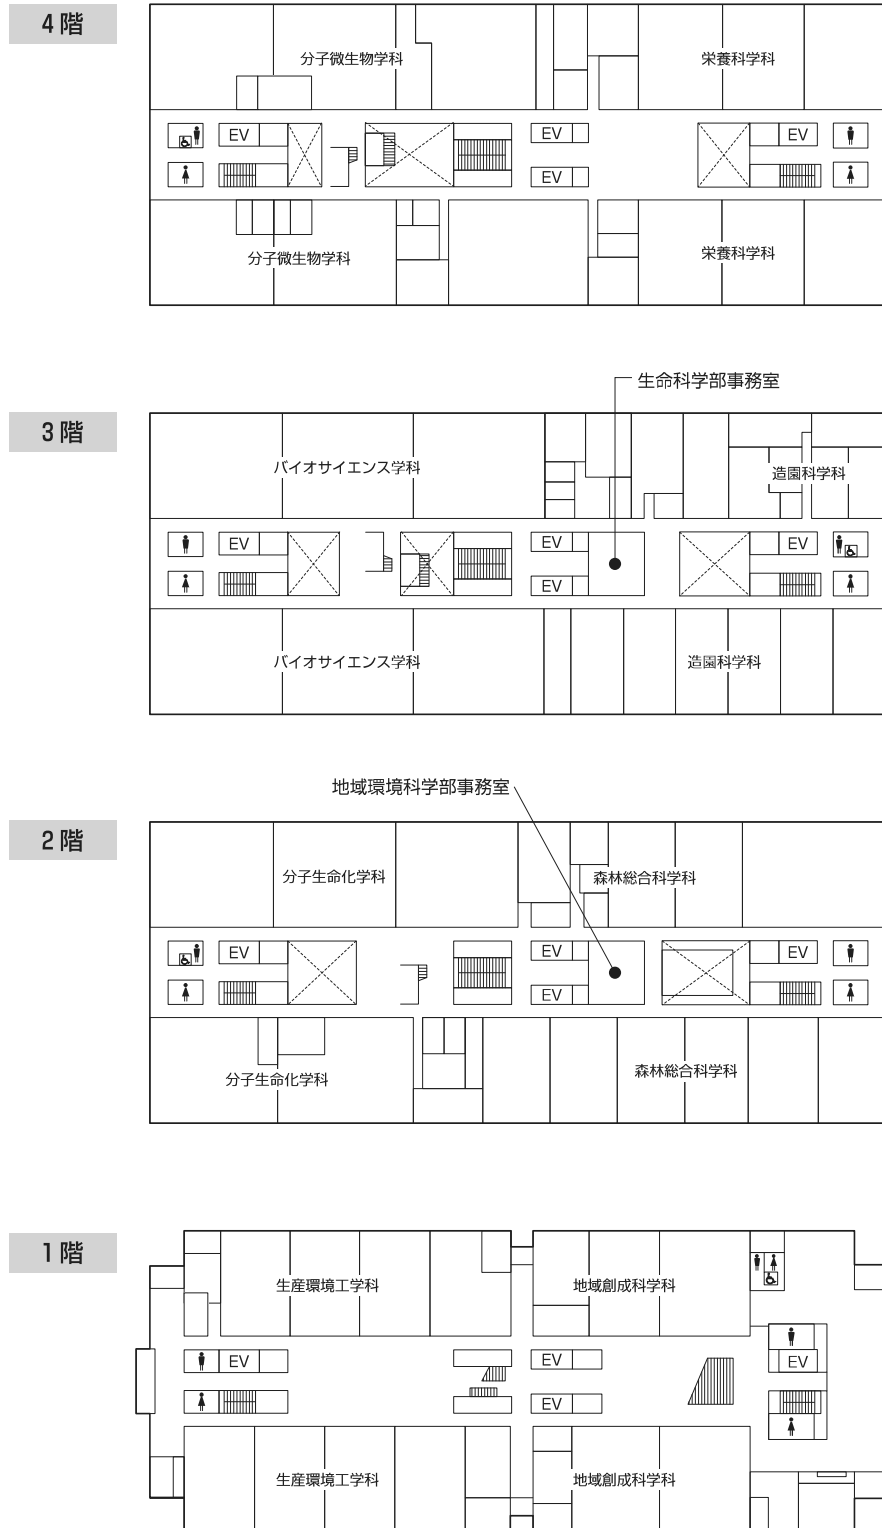 4階
分子微生物学科
栄養科学科
EV
EV
EV
EV
分子微生物学科
栄養科学科
生命科学部事務室
3階
バイオサイエンス学科
造園科学科
EV
EV
EV
EV
バイオサイエンス学科
造園科学科
地域環境科学部事務室
2階
分子生命化学科
森林総合科学科
EV
EV
EV
EV
分子生命化学科
森林総合科学科
1階
生産環境工学科
地域創成科学科
EV
EV
EV
EV
生産環境工学科
地域創成科学科